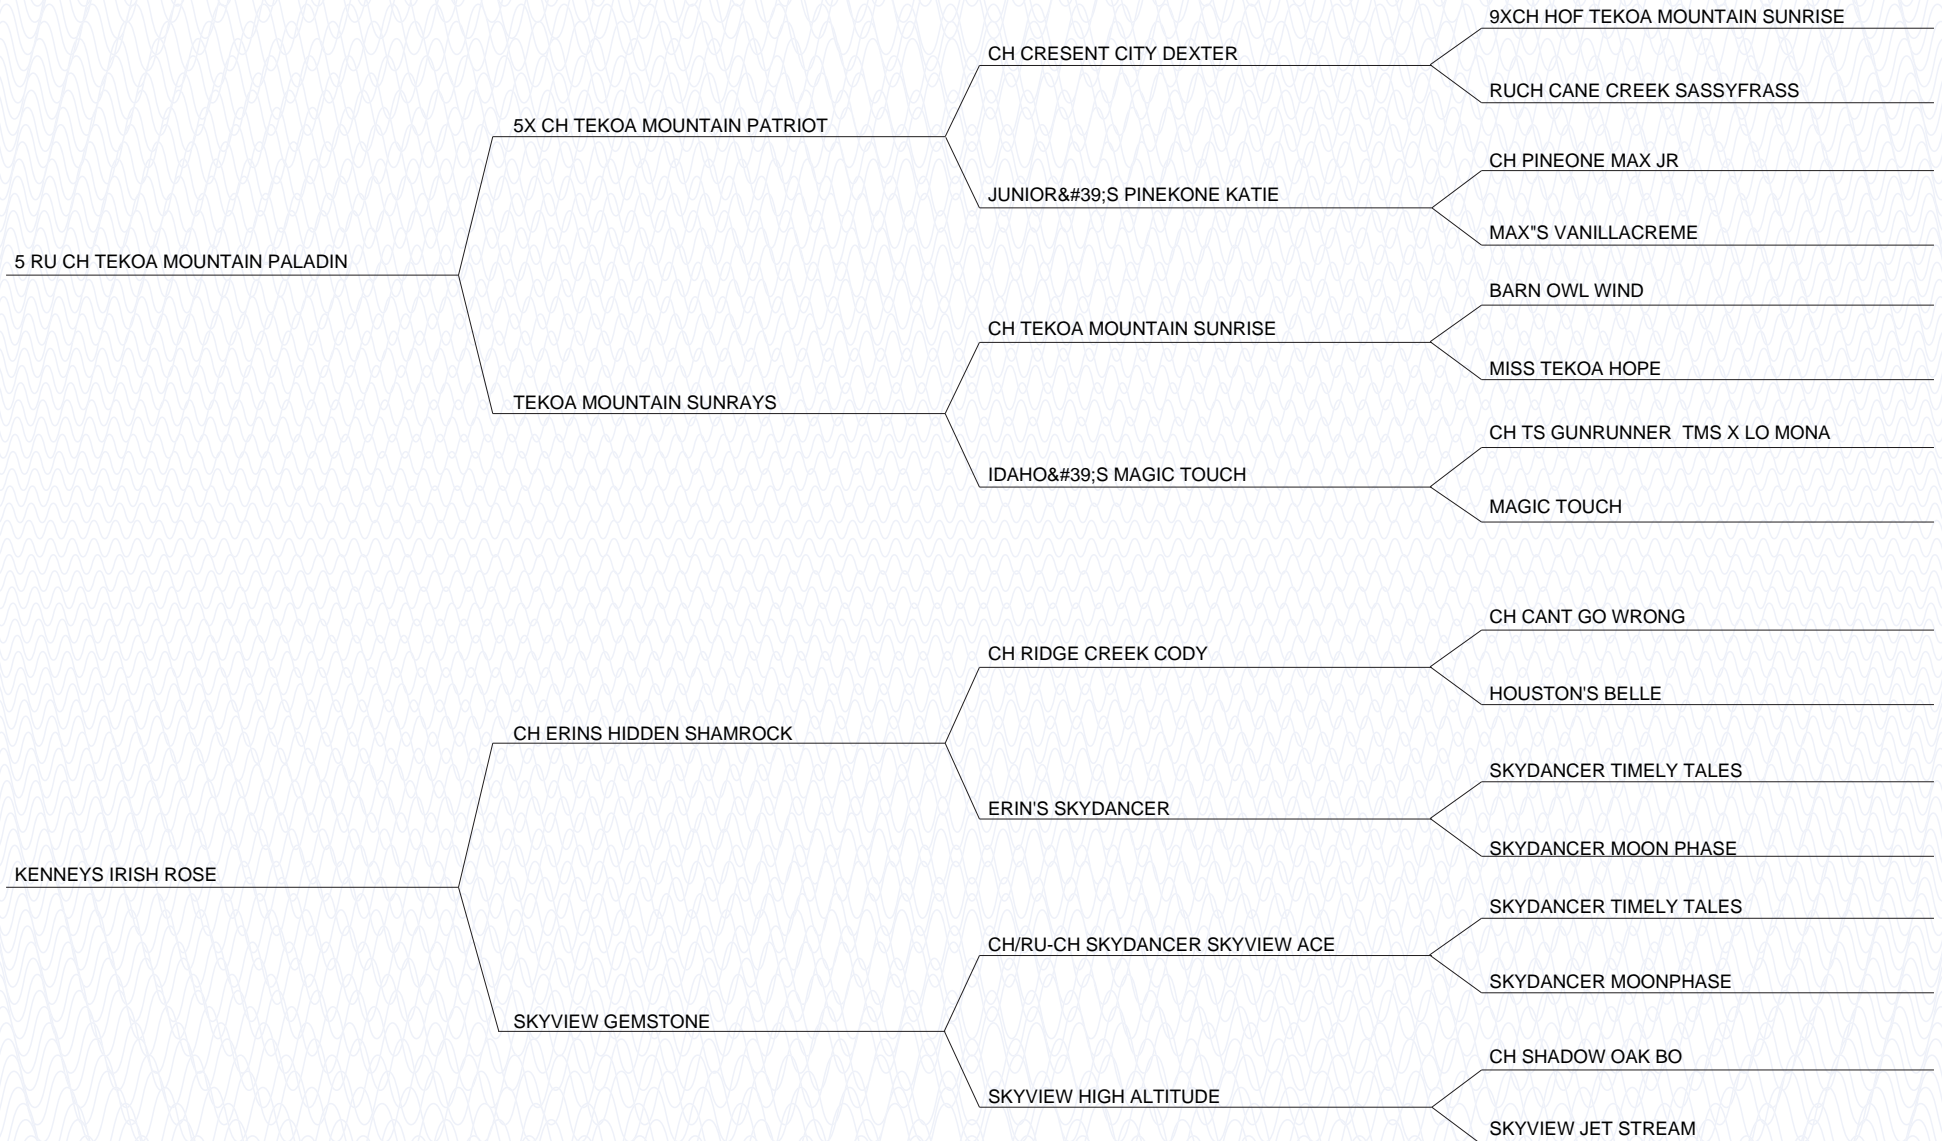 9XCH HOF TEKOA MOUNTAIN SUNRISE
CH CRESENT CITY DEXTER
RUCH CANE CREEK SASSYFRASS
5X CH TEKOA MOUNTAIN PATRIOT
CH PINEONE MAX JR
JUNIOR&#39;S PINEKONE KATIE
MAX"S VANILLACREME
5 RU CH TEKOA MOUNTAIN PALADIN
BARN OWL WIND
CH TEKOA MOUNTAIN SUNRISE
MISS TEKOA HOPE
TEKOA MOUNTAIN SUNRAYS
CH TS GUNRUNNER  TMS X LO MONA
IDAHO&#39;S MAGIC TOUCH
MAGIC TOUCH
CH CANT GO WRONG
CH RIDGE CREEK CODY
HOUSTON'S BELLE
CH ERINS HIDDEN SHAMROCK
SKYDANCER TIMELY TALES
ERIN'S SKYDANCER
SKYDANCER MOON PHASE
KENNEYS IRISH ROSE
SKYDANCER TIMELY TALES
CH/RU-CH SKYDANCER SKYVIEW ACE
SKYDANCER MOONPHASE
SKYVIEW GEMSTONE
CH SHADOW OAK BO
SKYVIEW HIGH ALTITUDE
SKYVIEW JET STREAM